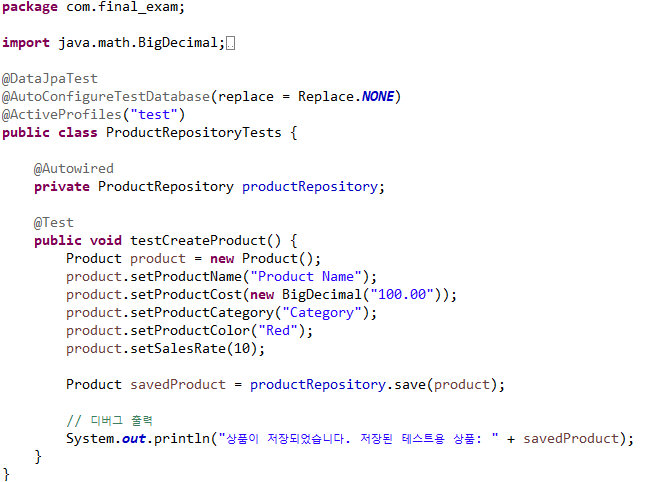 package com.final_exam;
import java.math.BigDecimal;
@DataJpaTest
@AutoConfigureTestDatabase(replace = Replace.NONE)
@ActiveProfiles("test")
public class ProductRepositoryTests {
@Autowired
private ProductRepository productRepository;
@Test
public void testCreateProduct() {
Product product = new Product();
product.setProductName("Product Name");
product.setProductCost(new BigDecimal("100.00"));
product.setProductCategory("Category");
product.setProductColor("Red");
product.setSalesRate(10);
Product savedProduct = productRepository.save(product);
// 디버그 출력
System.out.println("상품이 저장되었습니다. 저장된 테스트용 상품: " + savedProduct);
}
}